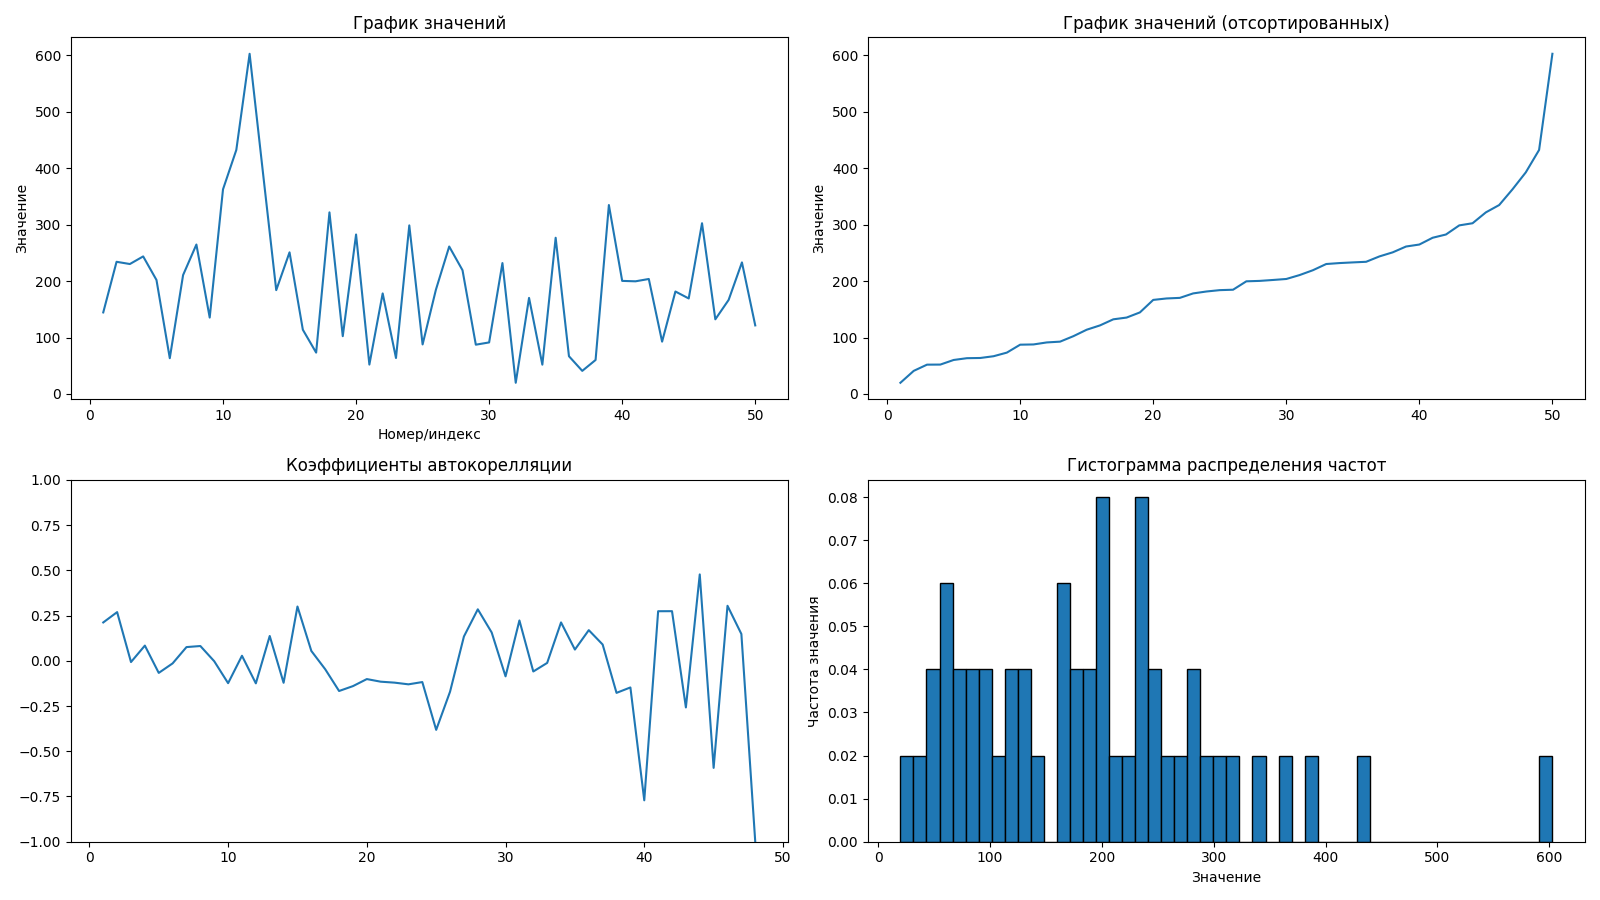 График значений
Значение
600
500
400
300
200
100
0
0 10 20 30 40 50
Номер/индекс
График значений (отсортированных)
Значение
600
500
400
300
200
100
0
0 10 20 30 40 50
Коэффициенты автокорелляции
1.00
0.75
0.50
0.25
0.00
−0.25
−0.50
−0.75
−1.00
0 10 20 30 40 50
Гистограмма распределения частот
Частота значения
0.08
0.07
0.06
0.05
0.04
0.03
0.02
0.01
0.00
0 100 200 300 400 500 600
Значение